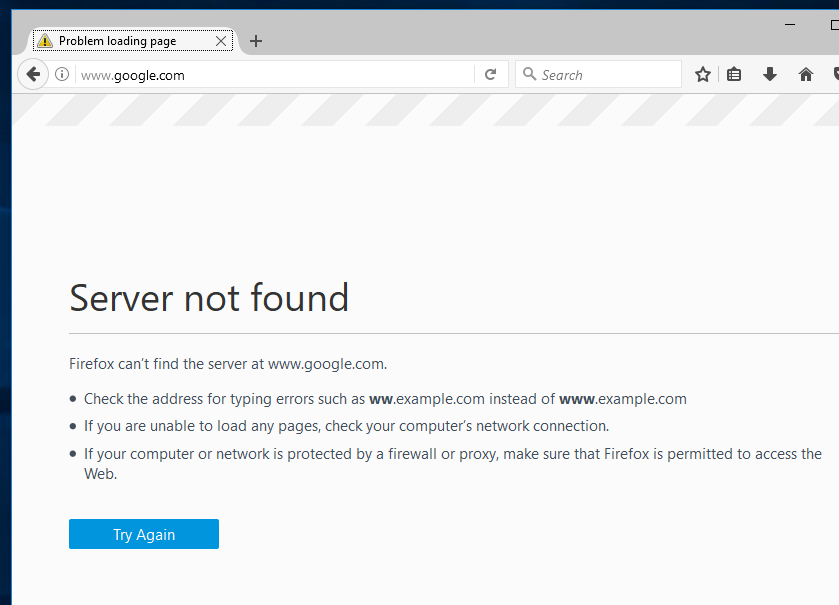 Problem loading page
www.google.com
Search
Server not found
Firefox can't find the server at www.google.com.
Check the address for typing errors such as ww.example.com instead of www.example.com
If you are unable to load any pages, check your computer's network connection.
If your computer or network is protected by a firewall or proxy, make sure that Firefox is permitted to access the
Web.
Try Again